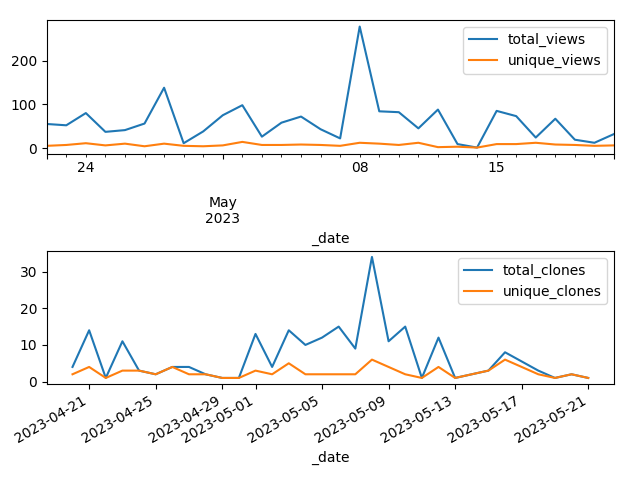 total_views
unique_views
200
100
0
24
08
15
May
2023
_date
total_clones
unique_clones
30
20
10
0
2023-04-21
2023-04-25
2023-04-29
2023-05-01
2023-05-05
2023-05-09
2023-05-13
2023-05-17
2023-05-21
_date